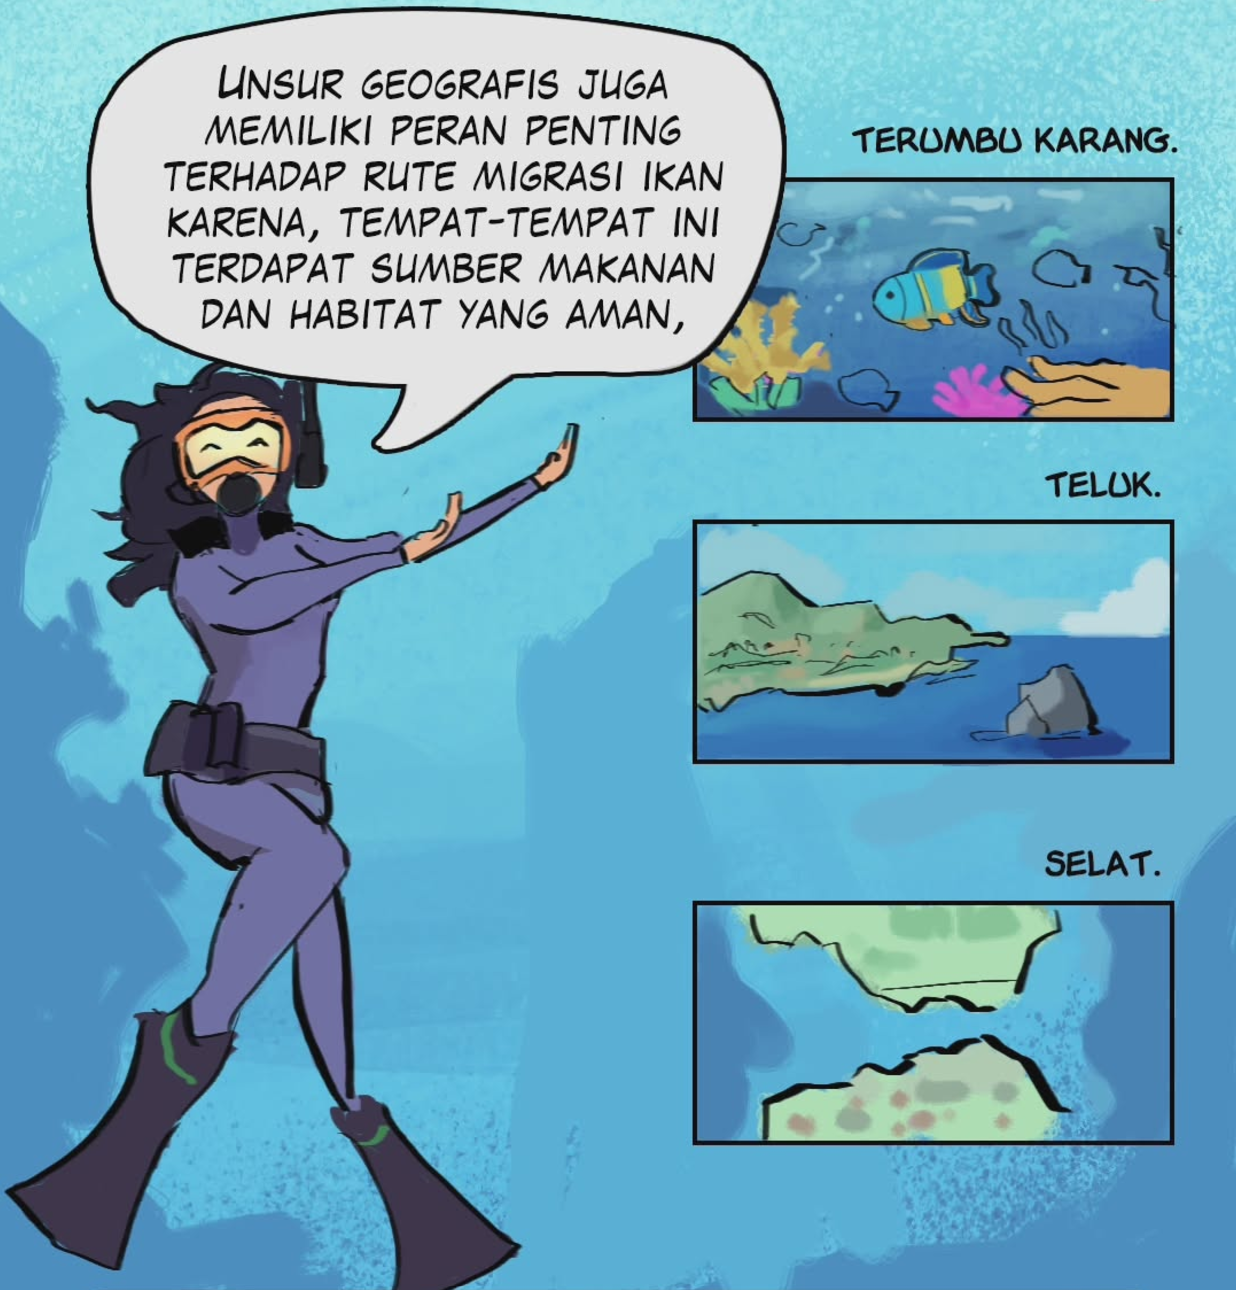 UNSUR GEOGRAFIS JUGA
MEMILIKI PERAN PENTING
TERHADAP RUTE MIGRASI IKAN
KARENA, TEMPAT-TEMPAT INI
TERDAPAT SUMBER MAKANAN
DAN HABITAT YANG AMAN,
TERUMBU KARANG.
TELUK.
SELAT.